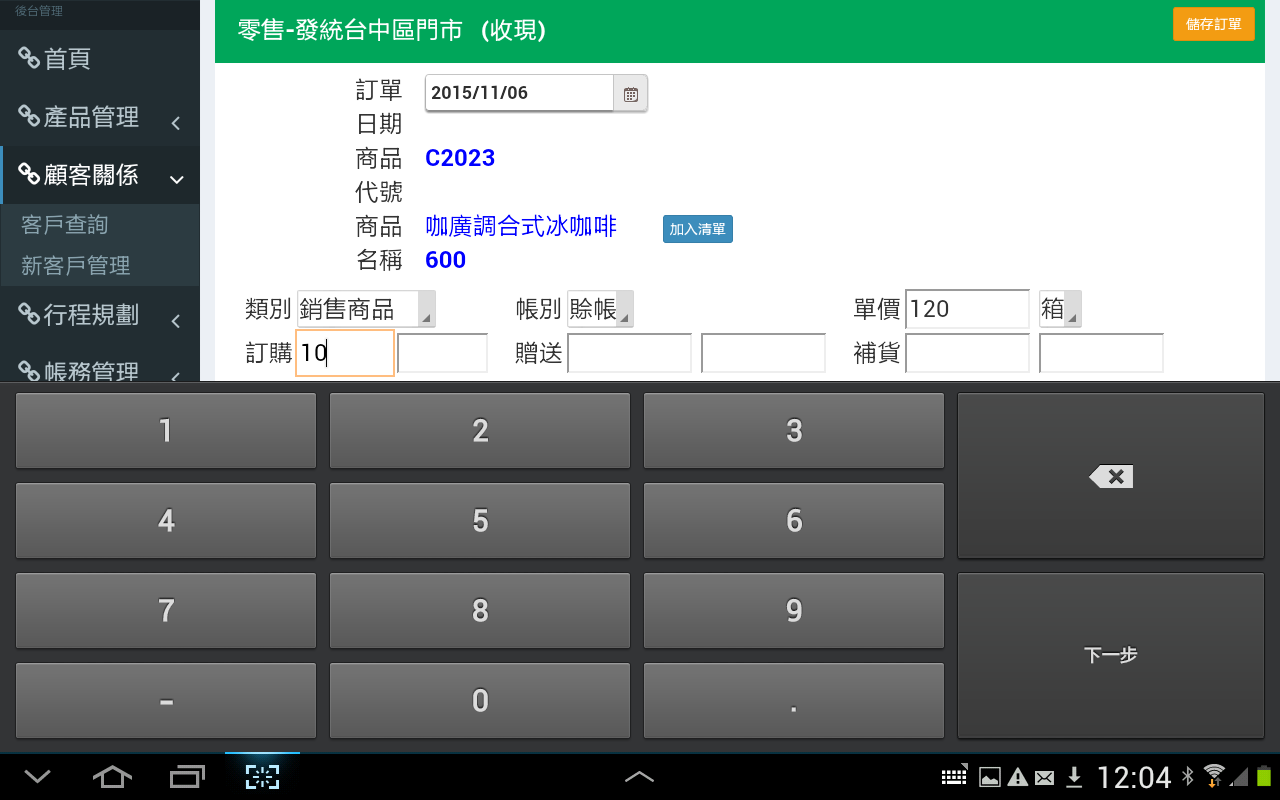 後台管理
首頁
產品管理
顧客關係
客戶查詢
新客戶管理
行程規劃
帳務管理
零售-發統台中區門市 (收現)
儲存訂單
訂單日期 2015/11/06
商品代號 C2023
商品名稱 咖廣調合式冰咖啡600 加入清單
類別 銷售商品 帳別 賒帳 單價 120 箱
訂購 10 贈送 補貨
1 2 3
4 5 6
7 8 9
下一步
- 0 .
12:04